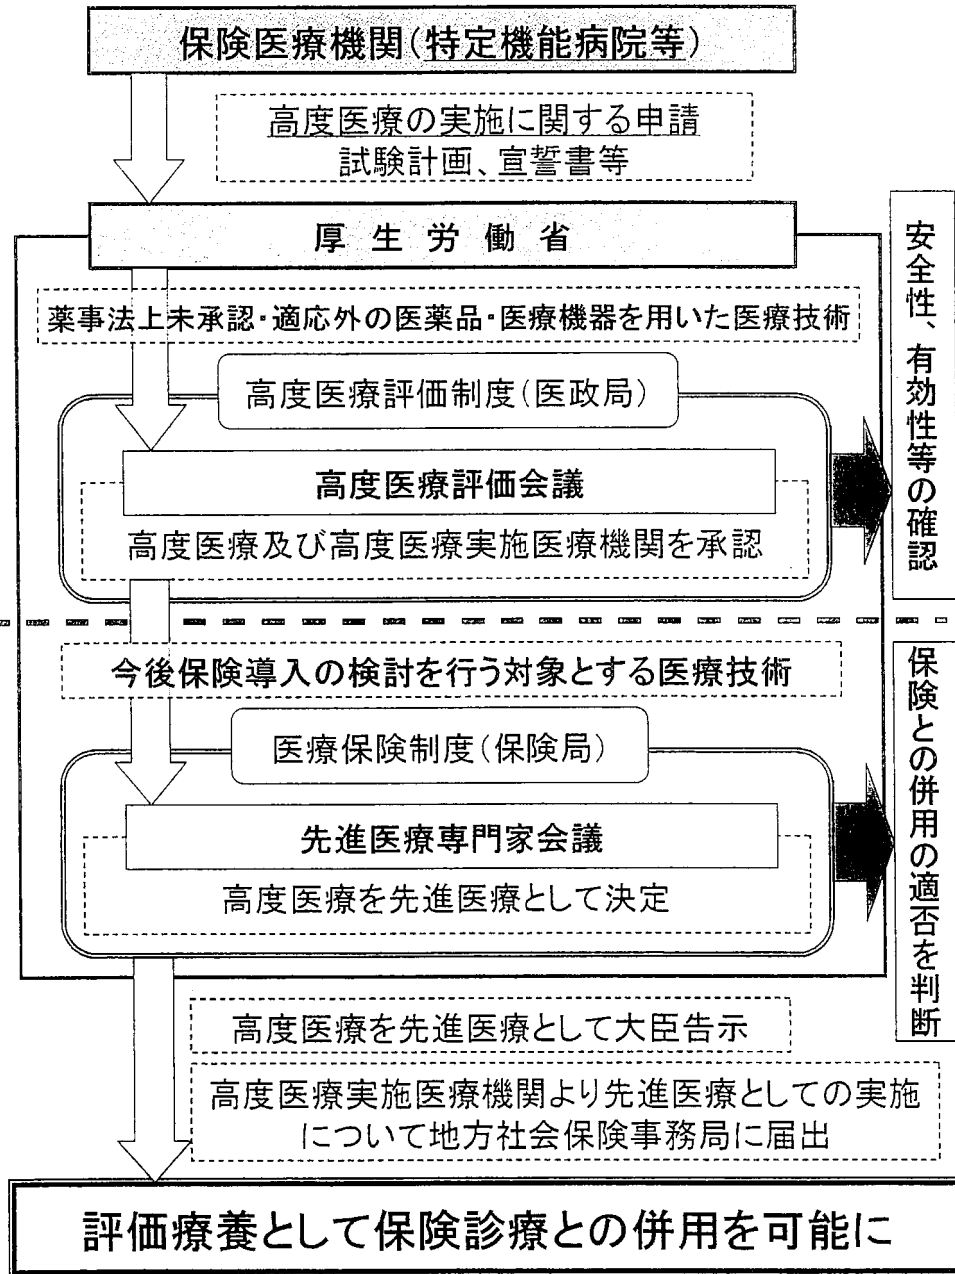 保険医療機関(特定機能病院等)
高度医療の実施に関する申請
試験計画、宣誓書等
厚生労働省
薬事法上未承認・適応外の医薬品・医療機器を用いた医療技術
高度医療評価制度(医政局)
高度医療評価会議
高度医療及び高度医療実施医療機関を承認
安全性、有効性等の確認
今後保険導入の検討を行う対象とする医療技術
医療保険制度(保険局)
先進医療専門家会議
高度医療を先進医療として決定
保険との併用の適否を判断
高度医療を先進医療として大臣告示
高度医療実施医療機関より先進医療としての実施
について地方社会保険事務局に届出
評価療養として保険診療との併用を可能に